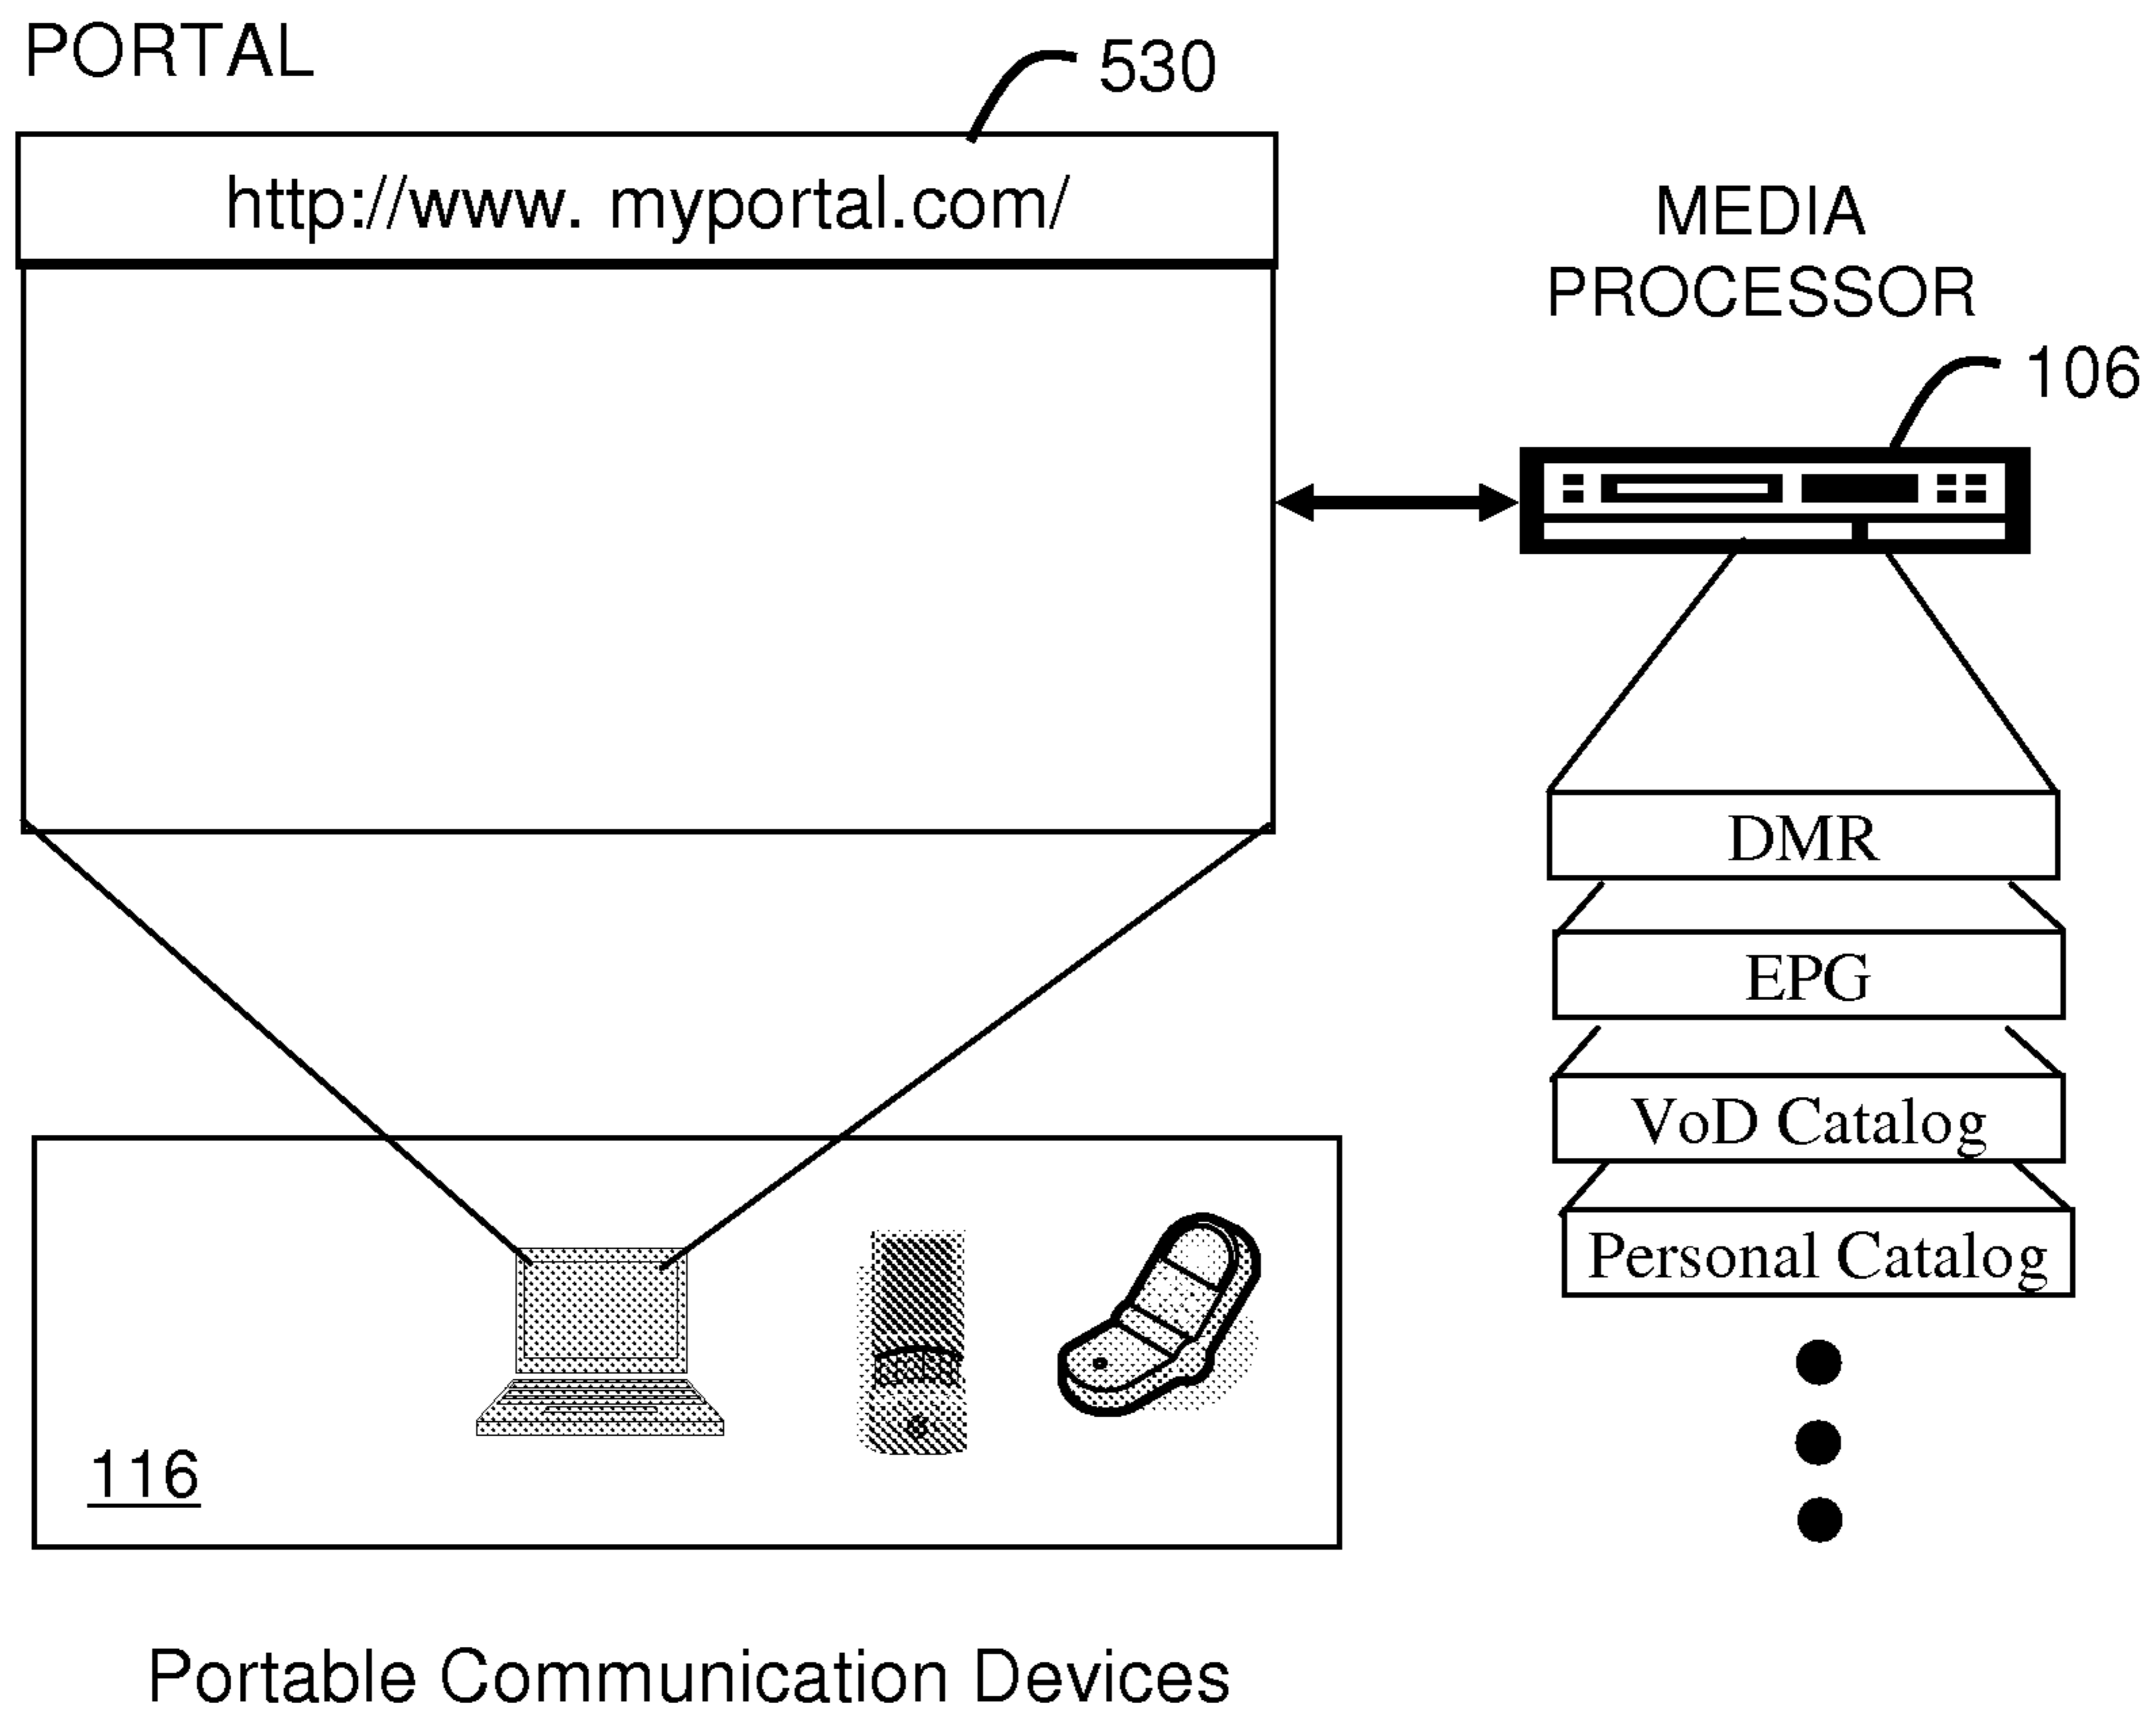 PORTAL
530
http://www. myportal.com/
MEDIA
PROCESSOR
106
DMR
EPG
VoD Catalog
Personal Catalog
116
Portable Communication Devices